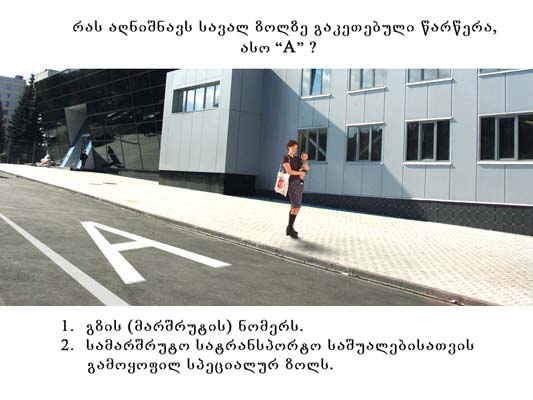 რას აღნიშნავს სავალ ზოლზე გაკეთებული წარწერა,
ასო “A” ?
A
1. გზის (მარშრუტის) ნომერს.
2. სამარშრუტო სატრანსპორტო საშუალებისათვის
გამოყოფილ სპეციალურ ზოლს.